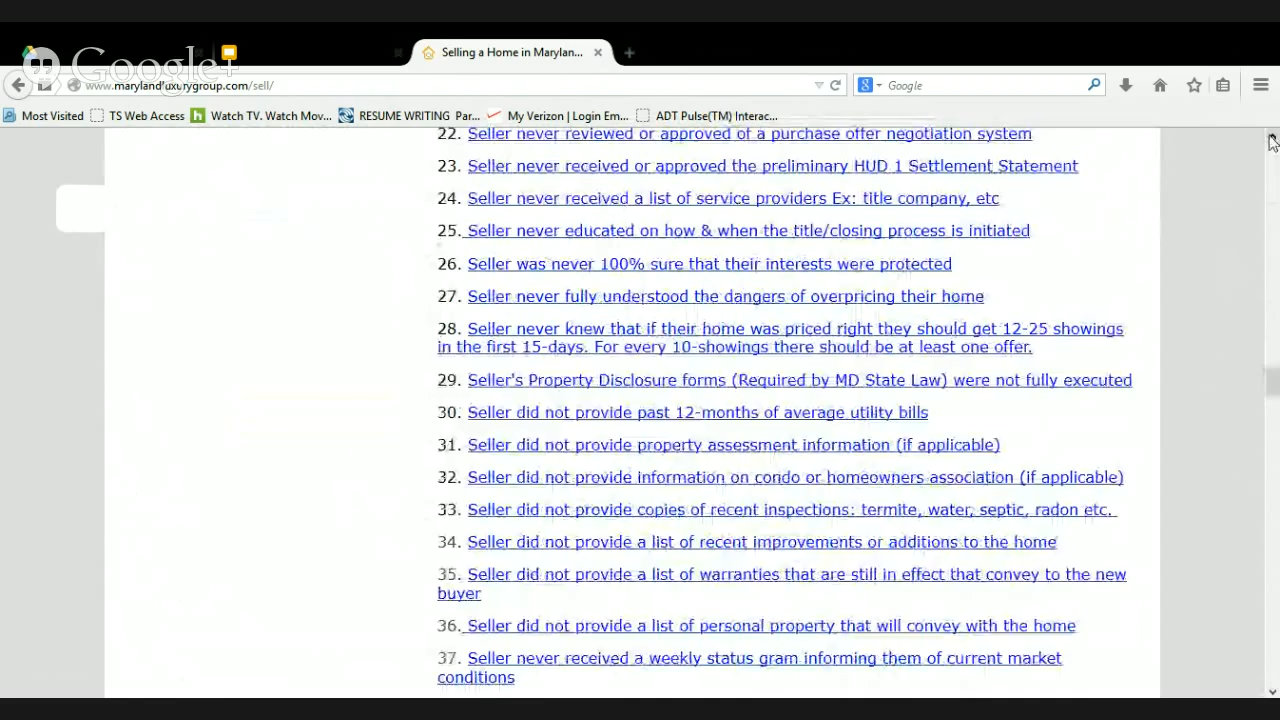 Google+
Selling a Home in Marylan...
www.marylandluxurygroup.com/sell/
Google
Most Visited
TS Web Access
Watch TV. Watch Mov...
RESUME WRITING Par...
My Verizon | Login Em...
ADT Pulse(TM) Interac...
22. Seller never reviewed or approved of a purchase offer negotiation system
23. Seller never received or approved the preliminary HUD 1 Settlement Statement
24. Seller never received a list of service providers Ex: title company, etc
25. Seller never educated on how & when the title/closing process is initiated
26. Seller was never 100% sure that their interests were protected
27. Seller never fully understood the dangers of overpricing their home
28. Seller never knew that if their home was priced right they should get 12-25 showings
in the first 15-days. For every 10-showings there should be at least one offer.
29. Seller's Property Disclosure forms (Required by MD State Law) were not fully executed
30. Seller did not provide past 12-months of average utility bills
31. Seller did not provide property assessment information (if applicable)
32. Seller did not provide information on condo or homeowners association (if applicable)
33. Seller did not provide copies of recent inspections: termite, water, septic, radon etc.
34. Seller did not provide a list of recent improvements or additions to the home
35. Seller did not provide a list of warranties that are still in effect that convey to the new
buyer
36. Seller did not provide a list of personal property that will convey with the home
37. Seller never received a weekly status gram informing them of current market
conditions